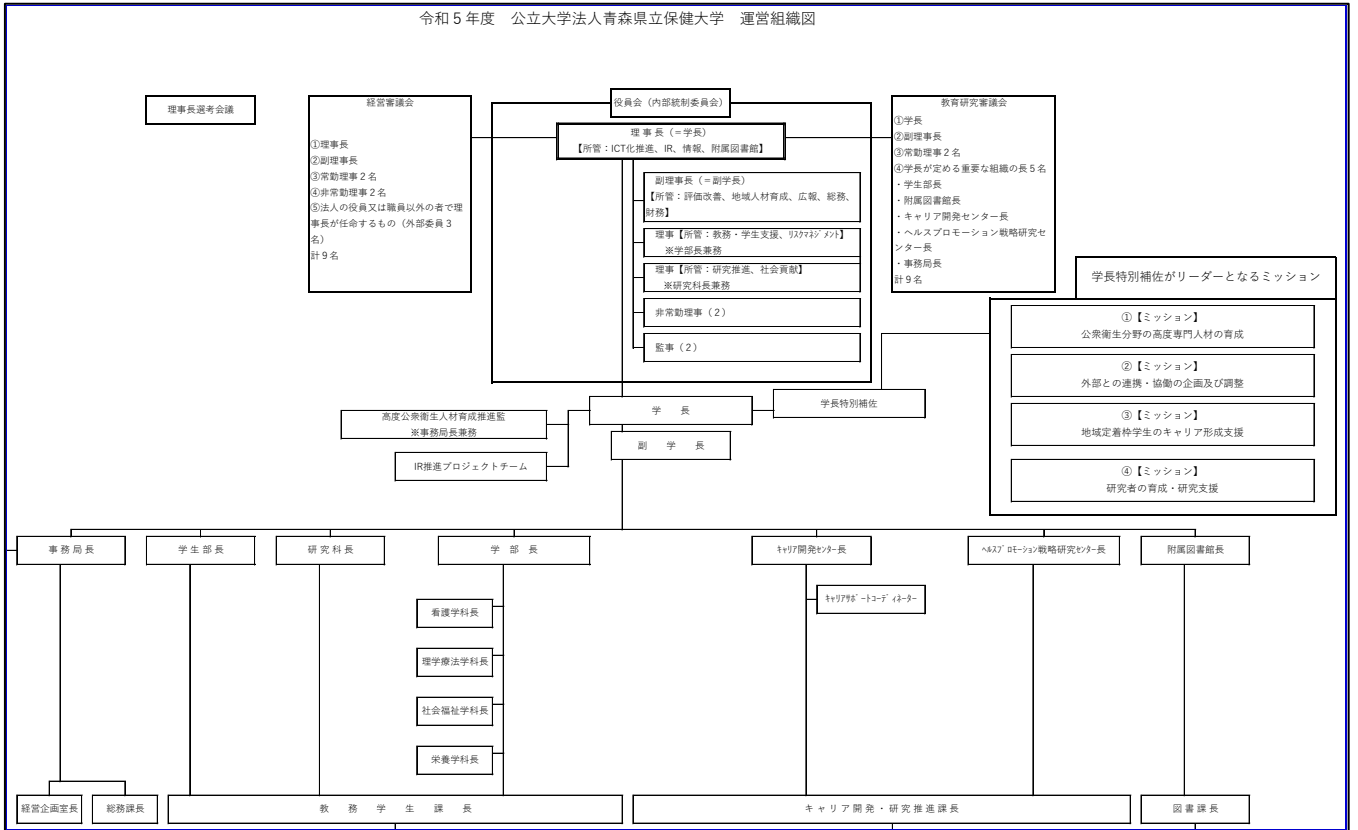 令和５年度　公立大学法人青森県立保健大学　運営組織図
理事長選考会議
経営審議会
①理事長
②副理事長
③常勤理事２名
④非常勤理事２名
⑤法人の役員又は職員以外の者で理
事長が任命するもの（外部委員３
名）
計９名
役員会（内部統制委員会）
理 事 長（＝学長）
【所管：ICT化推進、IR、情報、附属図書館】
副理事長（＝副学長）
【所管：評価改善、地域人材育成、広報、総務、
財務】
理事【所管：教務・学生支援、ﾘｽｸﾏﾈｼﾞﾒﾝﾄ】
※学部長兼務
理事【所管：研究推進、社会貢献】
※研究科長兼務
非常勤理事（２）
監事（２）
教育研究審議会
①学長
②副理事長
③常勤理事２名
④学長が定める重要な組織の長５名
・学生部長
・附属図書館長
・キャリア開発センター長
・ヘルスプロモーション戦略研究セ
ンター長
・事務局長
計９名
学長特別補佐がリーダーとなるミッション
①【ミッション】
公衆衛生分野の高度専門人材の育成
②【ミッション】
外部との連携・協働の企画及び調整
③【ミッション】
地域定着枠学生のキャリア形成支援
④【ミッション】
研究者の育成・研究支援
学　長
学長特別補佐
高度公衆衛生人材育成推進監
※事務局長兼務
副　学　長
IR推進プロジェクトチーム
事 務 局 長
学 生 部 長
研 究 科 長
学　部　長
ｷｬﾘｱ開発ｾﾝﾀｰ長
ﾍﾙｽﾌﾟﾛﾓｰｼｮﾝ戦略研究ｾﾝﾀｰ長
附属図書館長
ｷｬﾘｱｻﾎﾟｰﾄｺｰﾃﾞｨﾈｰﾀｰ
看護学科長
理学療法学科長
社会福祉学科長
栄養学科長
経営企画室長
総務課長
教　務　学　生　課　長
キ ャ リ ア 開 発 ・ 研 究 推 進 課 長
図 書 課 長